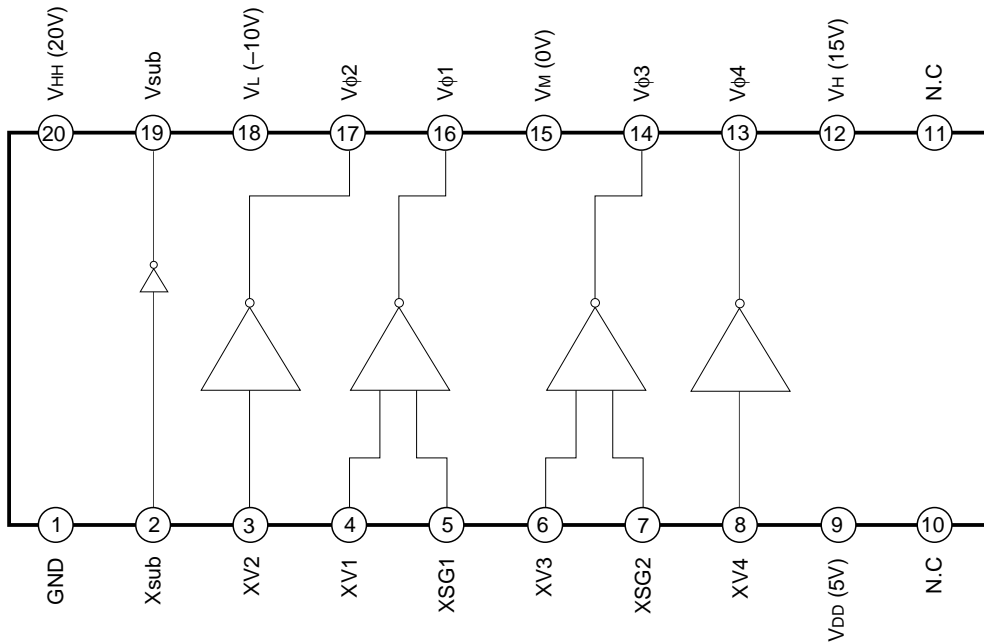 VHH (20V)
Vsub
VL (–10V)
Vϕ2
Vϕ1
VM (0V)
Vϕ3
Vϕ4
VH (15V)
N.C
20
19
18
17
16
15
14
13
12
11
1
2
3
4
5
6
7
8
9
10
GND
Xsub
XV2
XV1
XSG1
XV3
XSG2
XV4
VDD (5V)
N.C